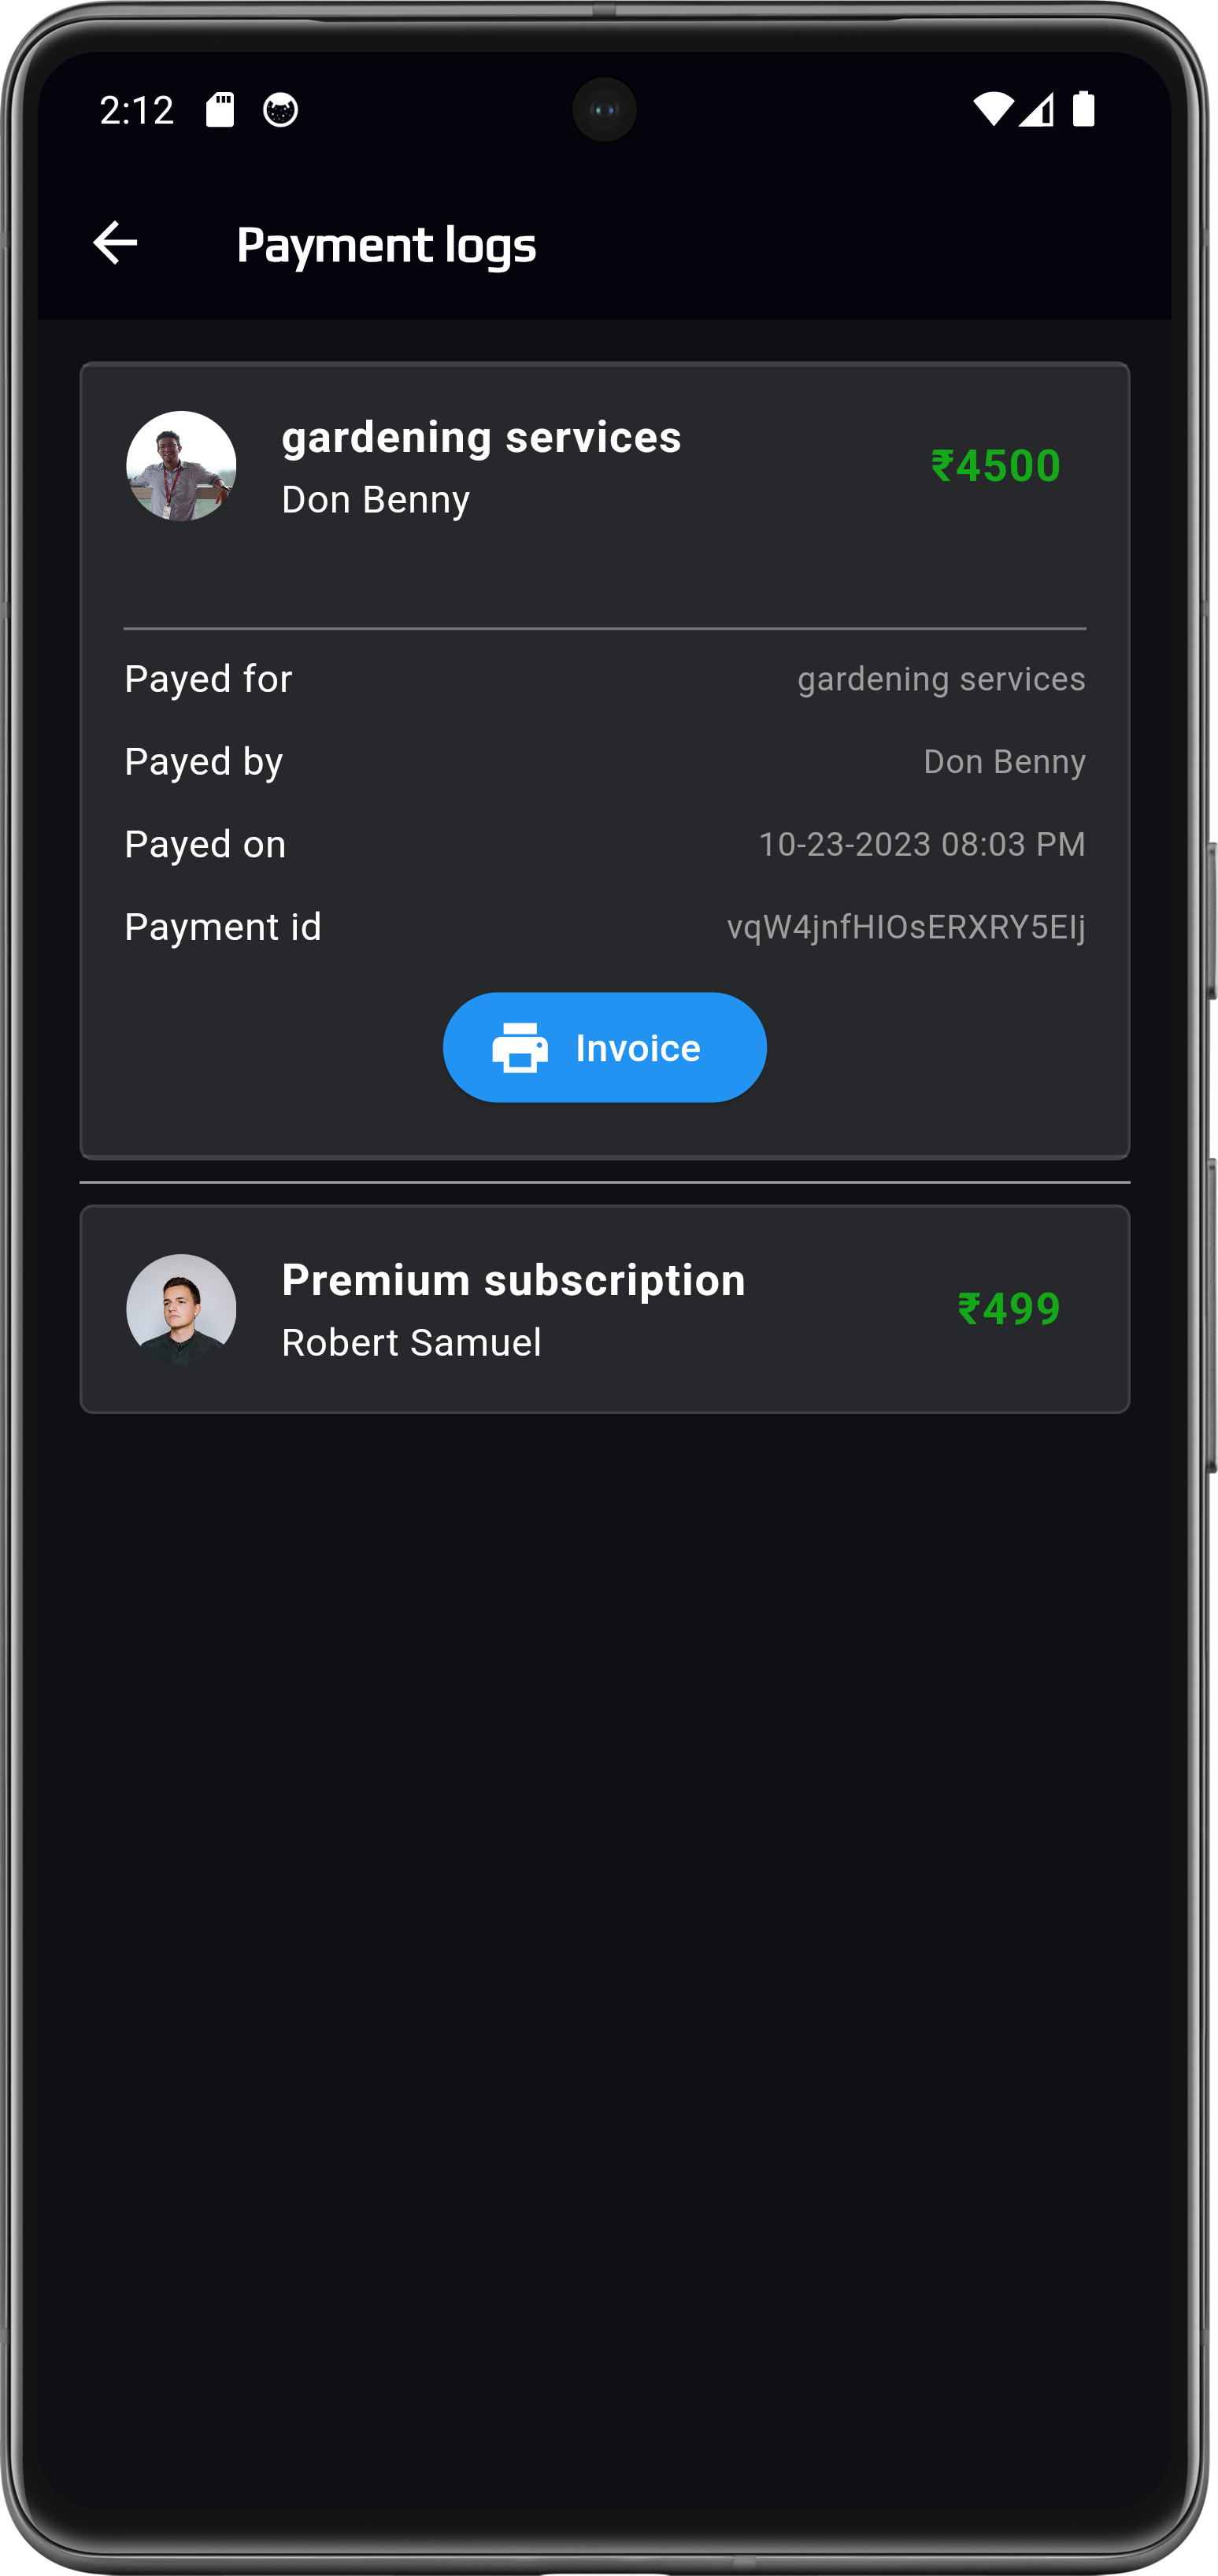 2:12
Payment logs
gardening services
₹4500
Don Benny
Payed for
gardening services
Payed by
Don Benny
Payed on
10-23-2023 08:03 PM
Payment id
vqW4jnfHIOsERXRY5EIj
Invoice
Premium subscription
₹499
Robert Samuel